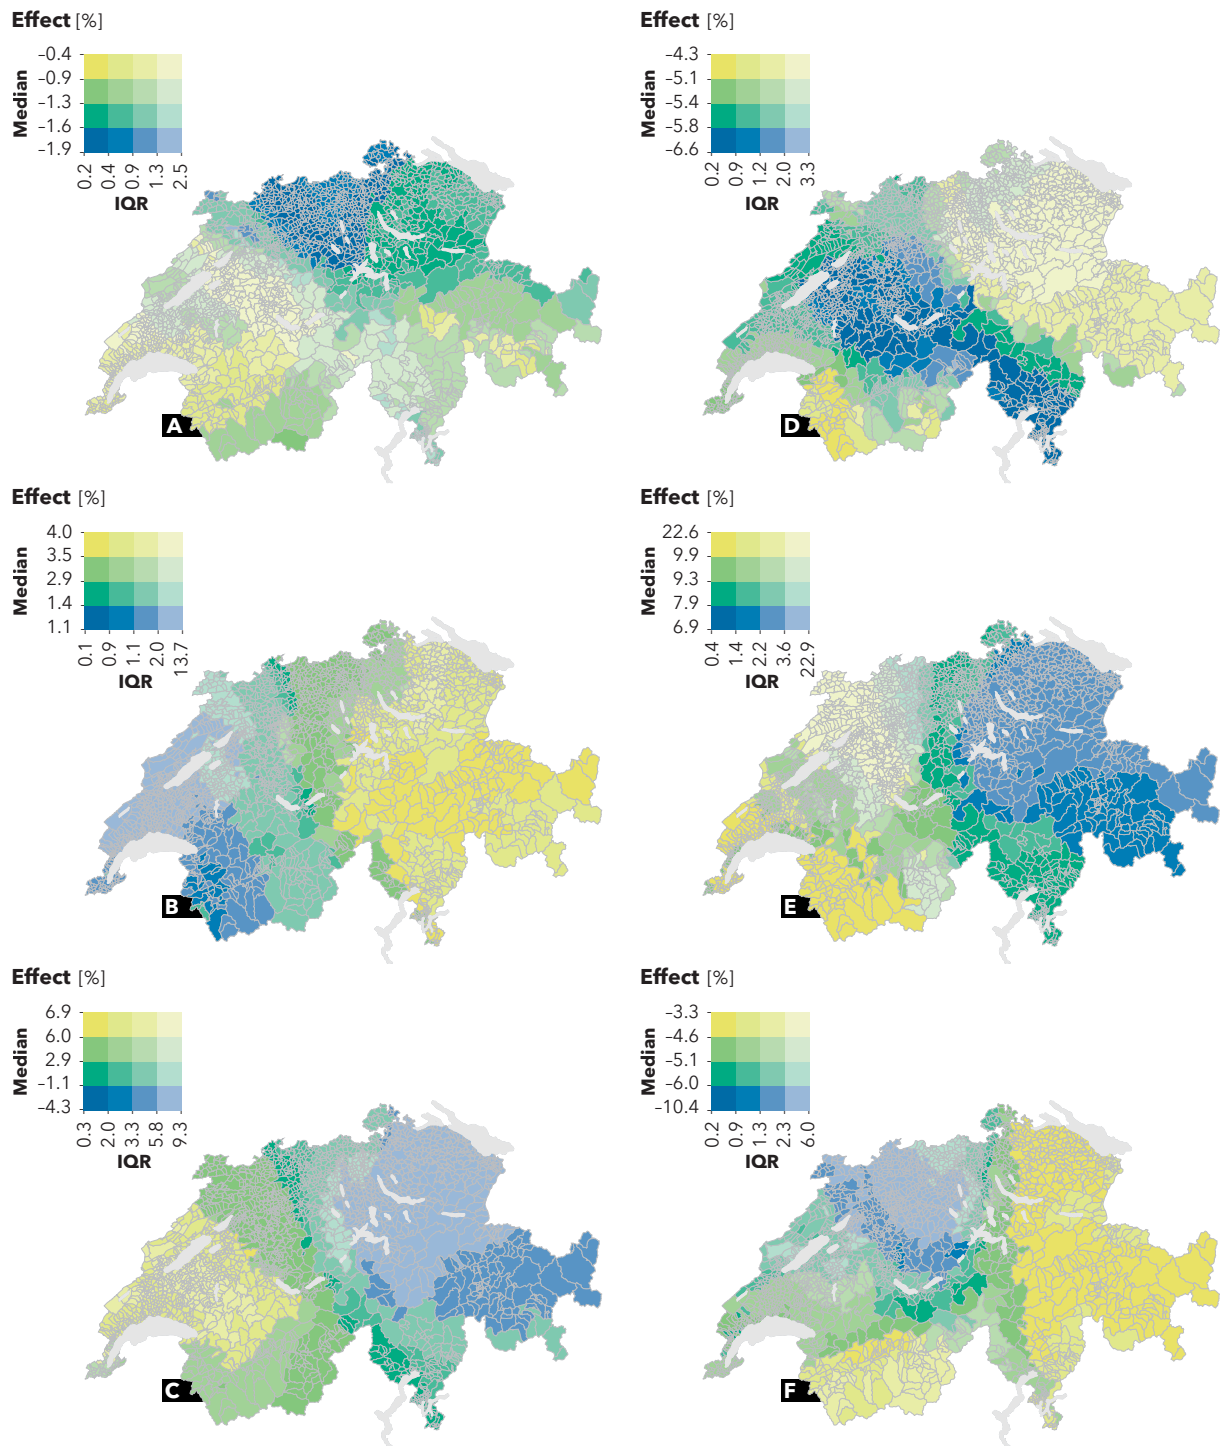 Effect [%]
Median
–0.4
–0.9
–1.3
–1.6
–1.9
0.2
0.4
0.9
1.3
2.5
IQR
A
Effect [%]
Median
–4.3
–5.1
–5.4
–5.8
–6.6
0.2
0.9
1.2
2.0
3.3
IQR
D
Effect [%]
Median
4.0
3.5
2.9
1.4
1.1
0.1
0.9
1.1
2.0
13.7
IQR
B
Effect [%]
Median
22.6
9.9
9.3
7.9
6.9
0.4
1.4
2.2
3.6
22.9
IQR
E
Effect [%]
Median
6.9
6.0
2.9
–1.1
–4.3
0.3
2.0
3.3
5.8
9.3
IQR
C
Effect [%]
Median
–3.3
–4.6
–5.1
–6.0
–10.4
0.2
0.9
1.3
2.3
6.0
IQR
F